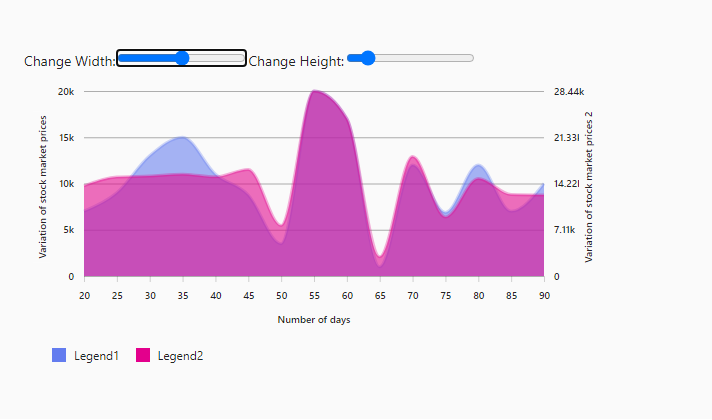 Change Width: Change Height:
20k 28.44k
15k 21.33l
10k 14.22l
5k 7.11k
0 0
Variation of stock market prices
Variation of stock market prices 2
20 25 30 35 40 45 50 55 60 65 70 75 80 85 90
Number of days
Legend1 Legend2